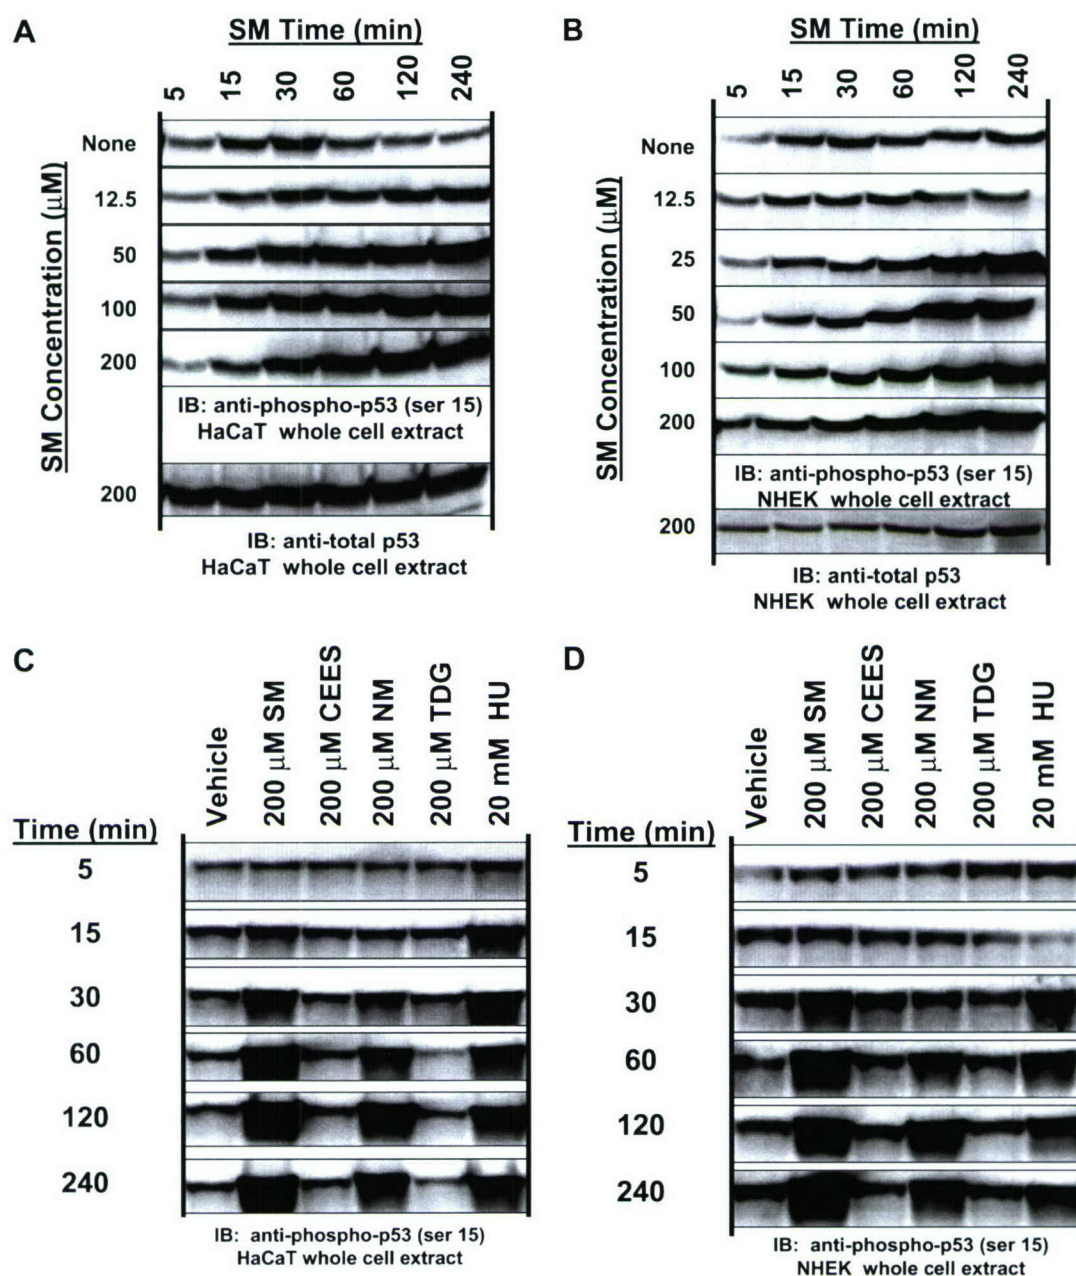 A
SM Time (min)
5 15 30 60 120 240
SM Concentration (μM)
None
12.5
50
100
200
IB: anti-phospho-p53 (ser 15)
HaCaT whole cell extract
200
IB: anti-total p53
HaCaT whole cell extract
B
SM Time (min)
5 15 30 60 120 240
SM Concentration (μM)
None
12.5
25
50
100
200
IB: anti-phospho-p53 (ser 15)
NHEK whole cell extract
200
IB: anti-total p53
NHEK whole cell extract
C
Vehicle
200 μM SM
200 μM CEES
200 μM NM
200 μM TDG
20 mM HU
Time (min)
5
15
30
60
120
240
IB: anti-phospho-p53 (ser 15)
HaCaT whole cell extract
D
Vehicle
200 μM SM
200 μM CEES
200 μM NM
200 μM TDG
20 mM HU
Time (min)
5
15
30
60
120
240
IB: anti-phospho-p53 (ser 15)
NHEK whole cell extract